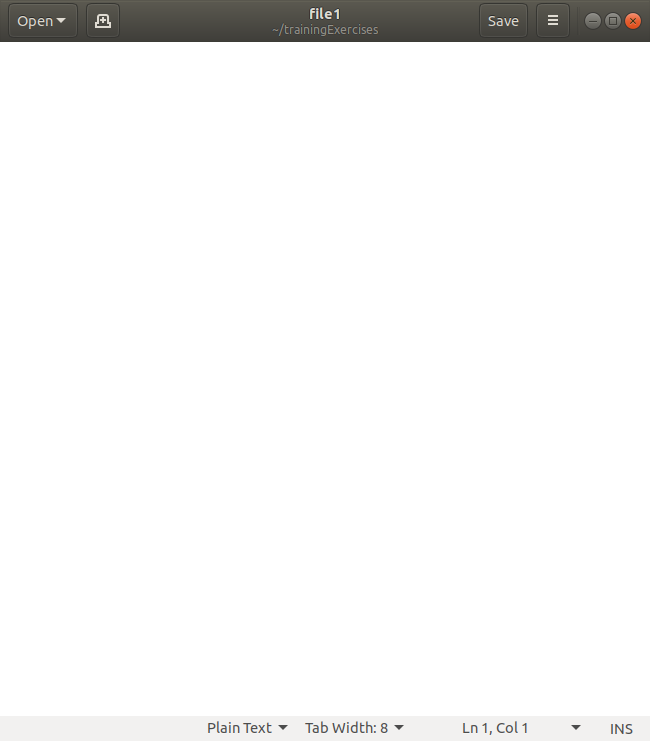 Open
file1
~/trainingExercises
Save
Plain Text
Tab Width: 8
Ln 1, Col 1
INS